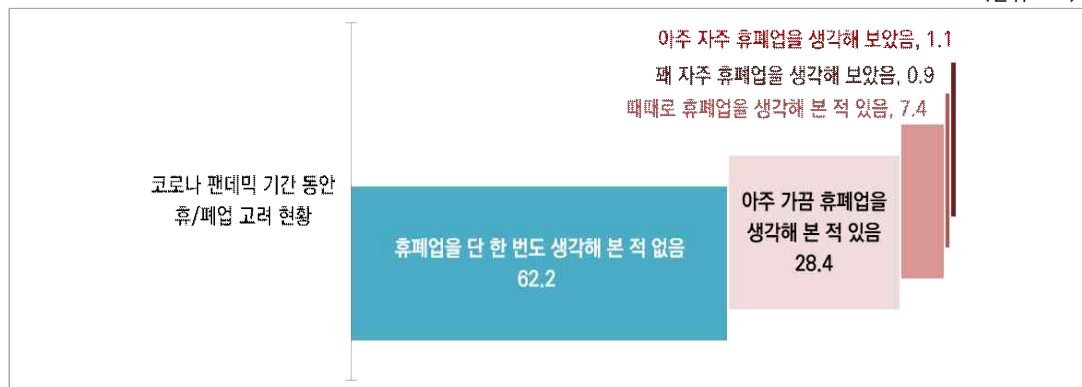 아주 자주 휴폐업을 생각해 보았음, 1.1
꽤 자주 휴폐업을 생각해 보았음, 0.9
때때로 휴폐업을 생각해 본 적 있음, 7.4
코로나 팬데믹 기간 동안
휴/폐업 고려 현황
휴폐업을 단 한 번도 생각해 본 적 없음
62.2
아주 가끔 휴폐업을
생각해 본 적 있음
28.4